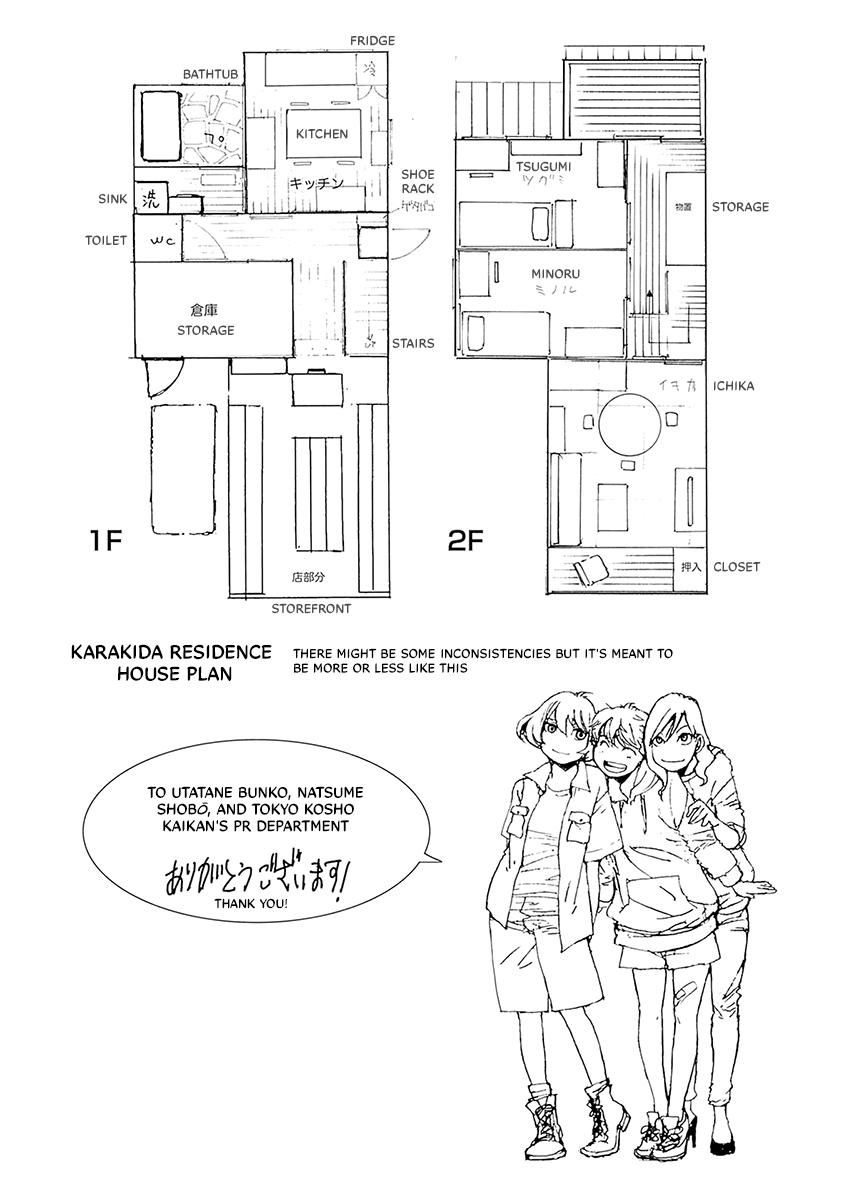 FRIDGE
冷
BATHTUB
KITCHEN
キッチン
SHOE
RACK
ゲタバコ
SINK
洗
TOILET
WC
倉庫
STORAGE
STAIRS
1F
店部分
STOREFRONT
TSUGUMI
ツグミ
物置
STORAGE
MINORU
ミノル
イチカ
ICHIKA
2F
押入
CLOSET
KARAKIDA RESIDENCE
HOUSE PLAN
THERE MIGHT BE SOME INCONSISTENCIES BUT IT'S MEANT TO
BE MORE OR LESS LIKE THIS
TO UTATANE BUNKO, NATSUME
SHOBŌ, AND TOKYO KOSHO
KAIKAN'S PR DEPARTMENT
ありがとうございます!
THANK YOU!